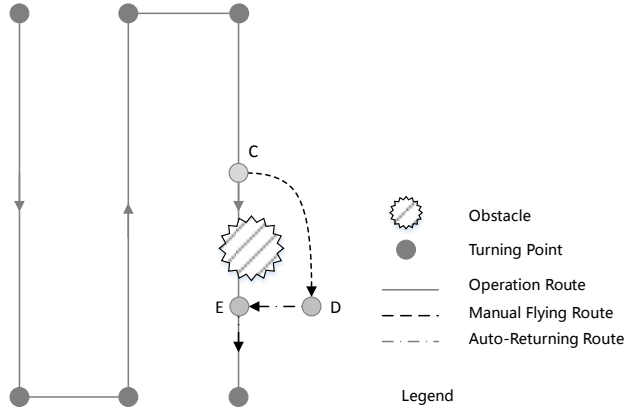 C
E
D
Obstacle
Turning Point
Operation Route
Manual Flying Route
Auto-Returning Route
Legend